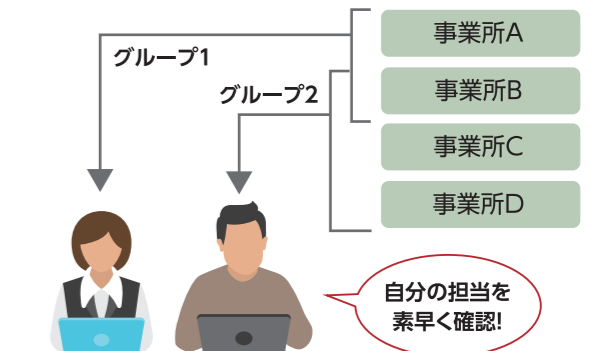 事業所A
グループ1
事業所B
グループ2
事業所C
事業所D
自分の担当を
素早く確認!